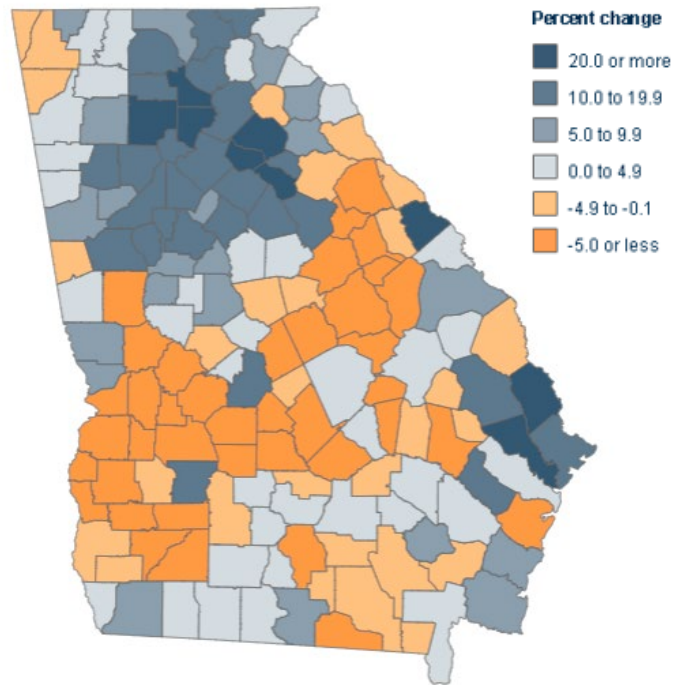 Percent change
20.0 or more
10.0 to 19.9
5.0 to 9.9
0.0 to 4.9
-4.9 to -0.1
-5.0 or less